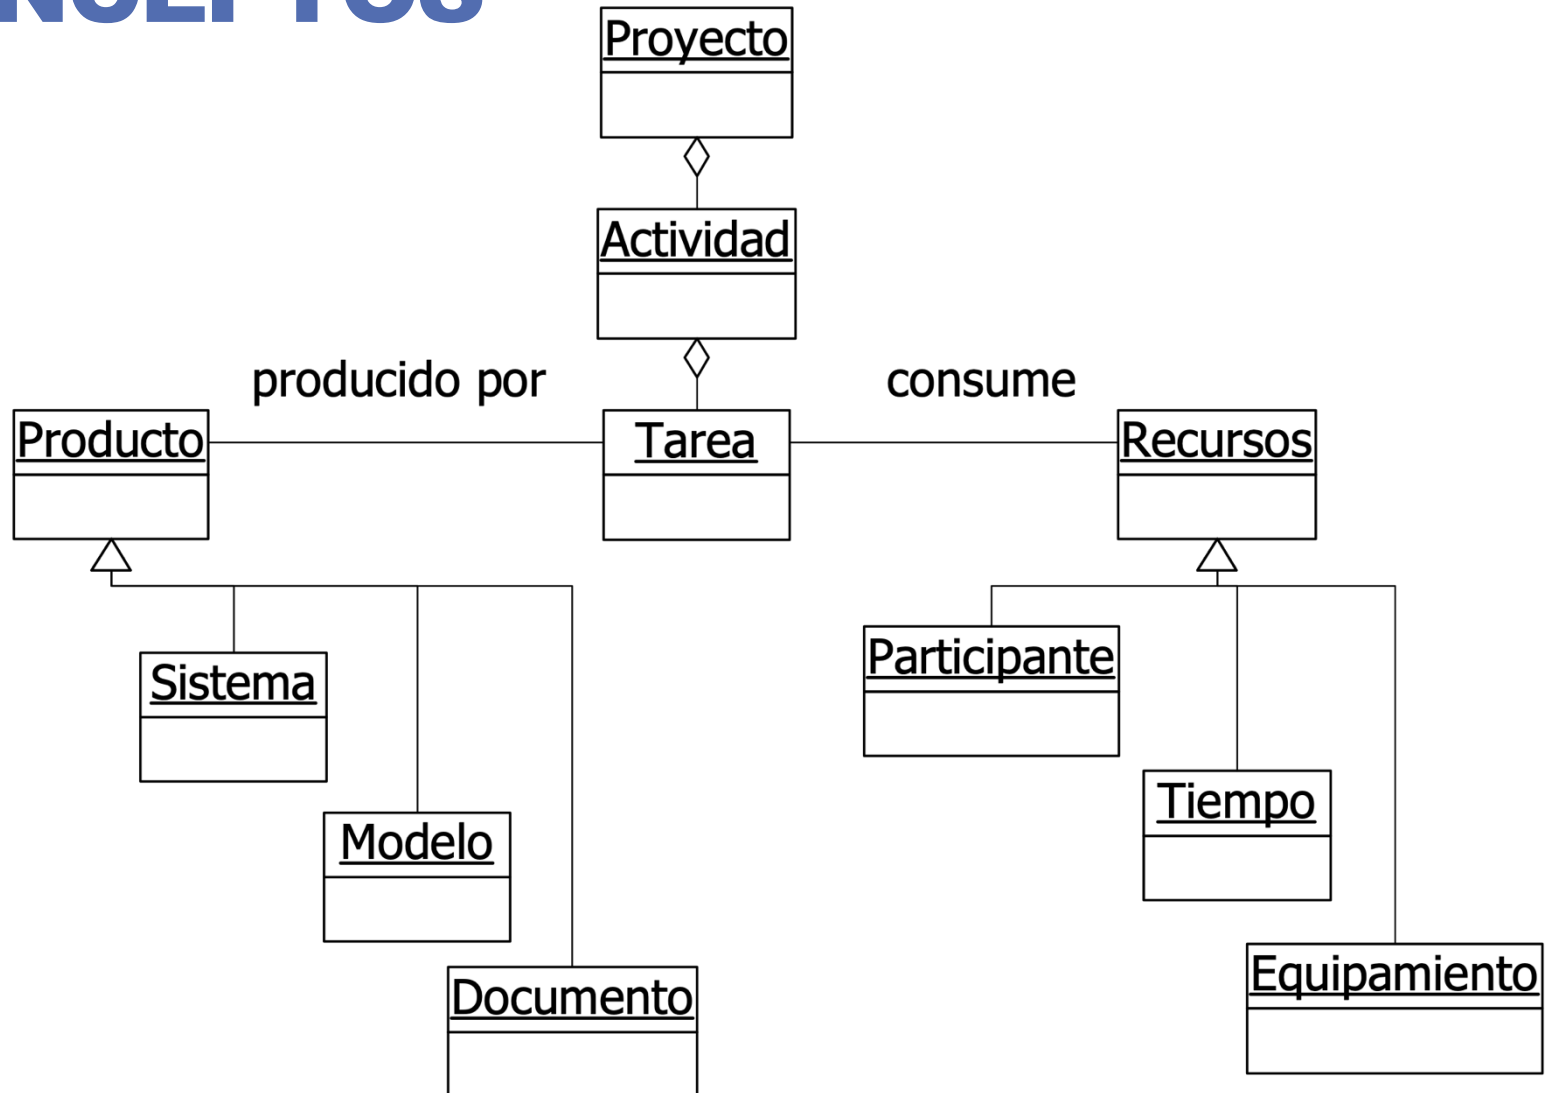 Proyecto
Actividad
producido por
consume
Producto
Tarea
Recursos
Participante
Sistema
Tiempo
Modelo
Equipamiento
Documento